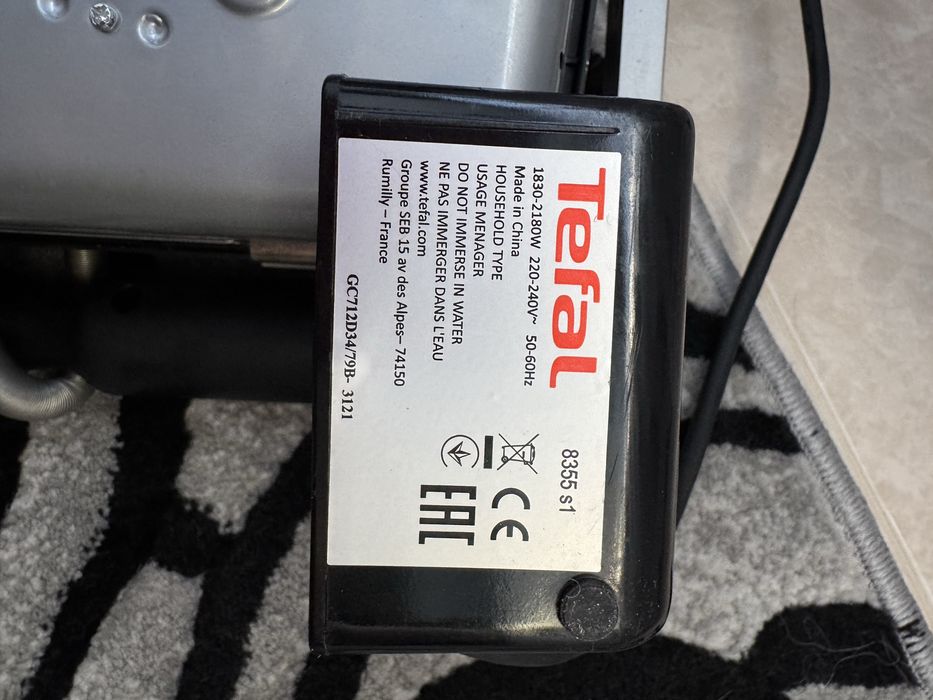 Tefal
8355 s1
1830-2180W 220-240V~ 50-60Hz
Made in China
HOUSEHOLD TYPE
USAGE MENAGER
DO NOT IMMERSE IN WATER
NE PAS IMMERGER DANS L'EAU
www.tefal.com
Groupe SEB 15 av des Alpes– 74150
Rumilly – France
GC712D34/79B- 3121
CE
EAC